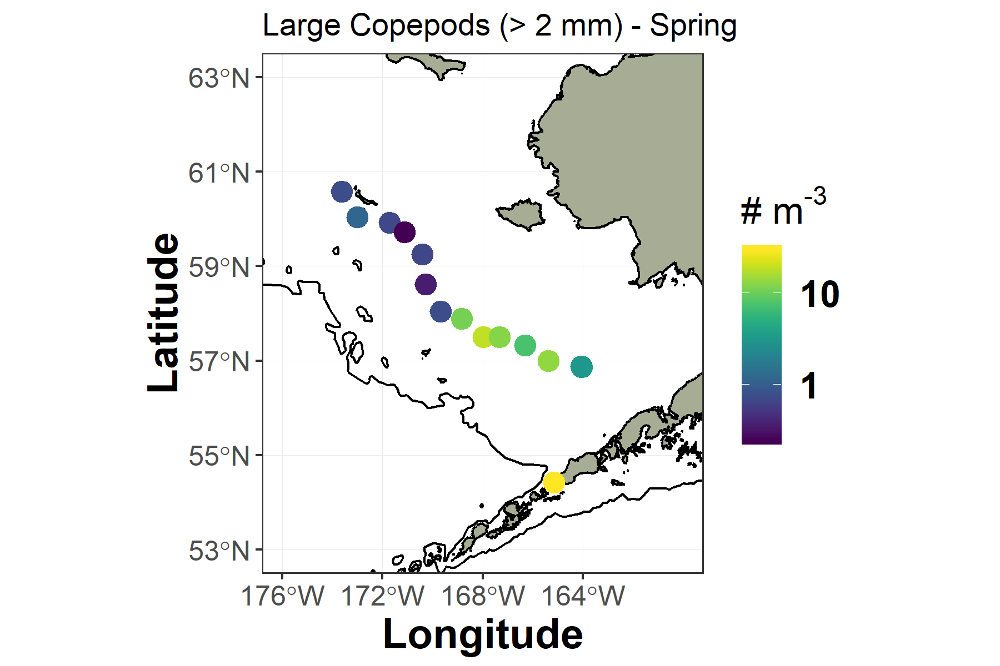 Large Copepods (> 2 mm) - Spring
63°N
61°N
59°N
57°N
55°N
53°N
Latitude
176°W 172°W 168°W 164°W
Longitude
# m⁻³
10
1